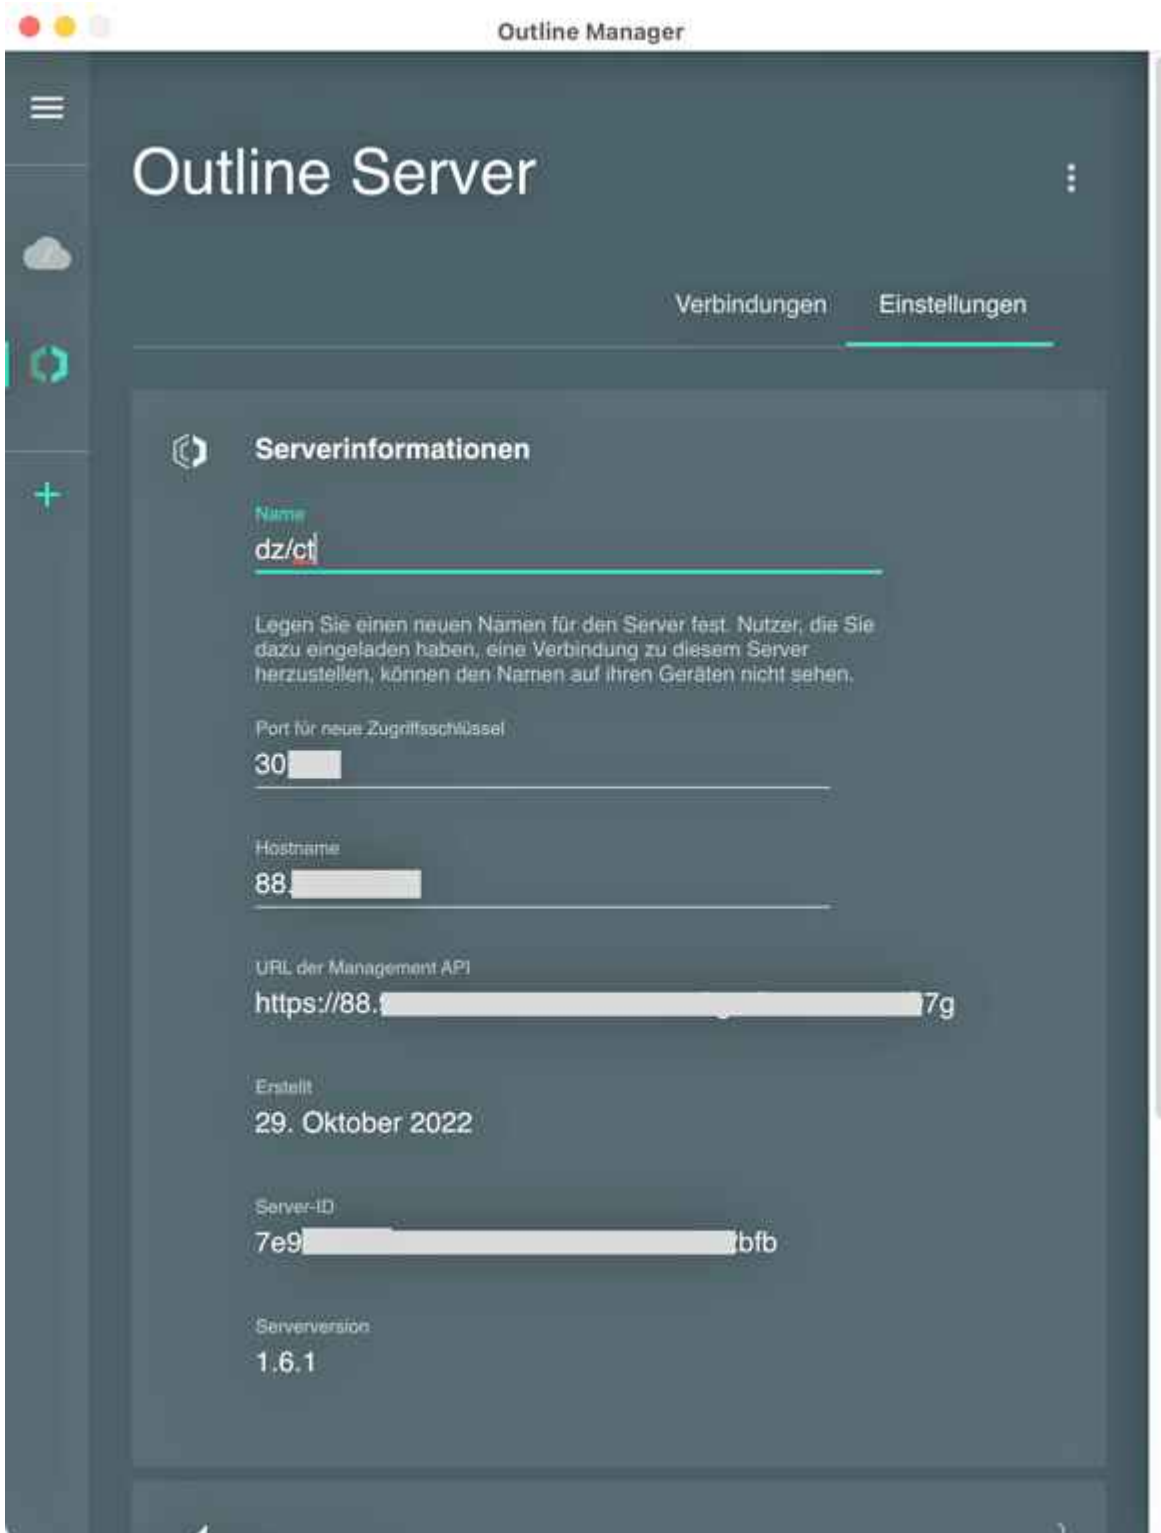 Outline Manager
Outline Server
Verbindungen Einstellungen
Serverinformationen
Name
dz/ct
Legen Sie einen neuen Namen für den Server fest. Nutzer, die Sie
dazu eingeladen haben, eine Verbindung zu diesem Server
herzustellen, können den Namen auf ihren Geräten nicht sehen.
Port für neue Zugriffsschlüssel
30
Hostname
88.
URL der Management API
https://88. 7g
Erstellt
29. Oktober 2022
Server-ID
7e9 bfb
Serverversion
1.6.1